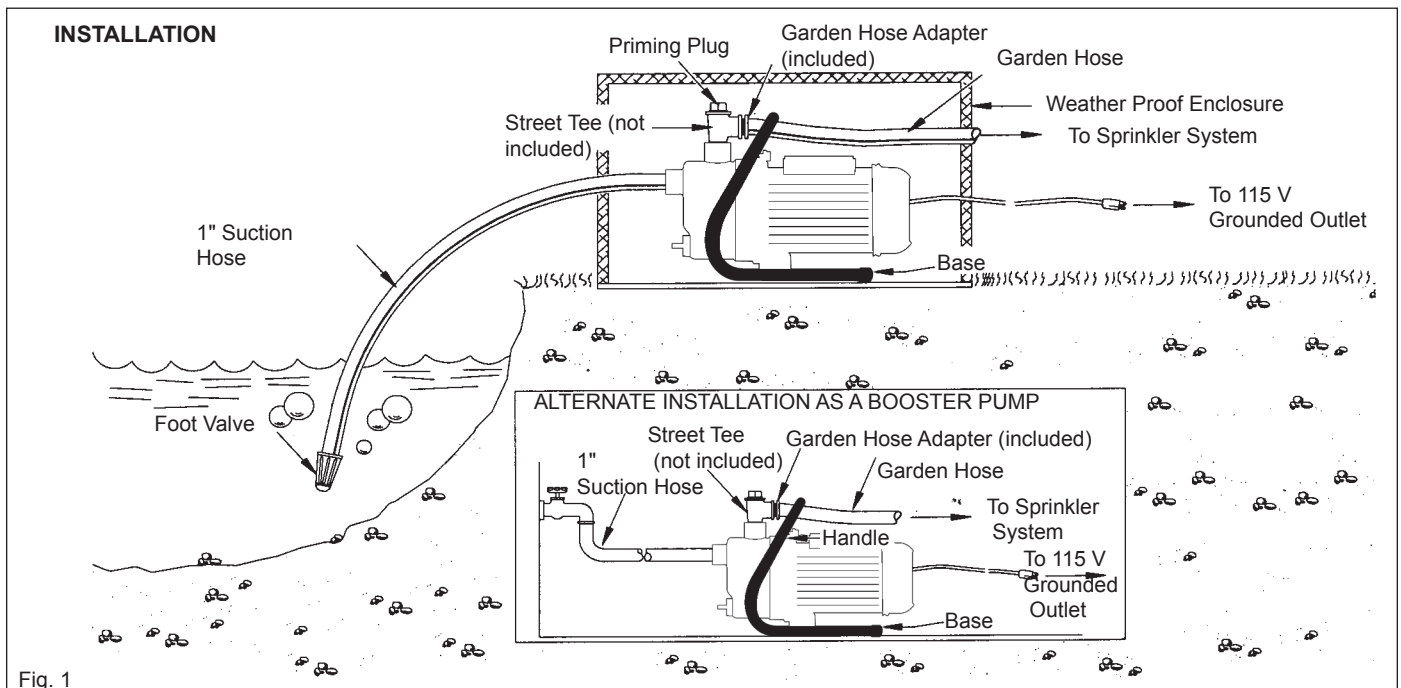 INSTALLATION
Priming Plug
Garden Hose Adapter
(included)
Garden Hose
Weather Proof Enclosure
Street Tee (not
included)
To Sprinkler System
To 115 V
Grounded Outlet
1" Suction
Hose
Base
Foot Valve
ALTERNATE INSTALLATION AS A BOOSTER PUMP
Street Tee
(not included)
Garden Hose Adapter (included)
1"
Suction Hose
Garden Hose
To Sprinkler
System
Handle
To 115 V
Grounded
Outlet
Base
Fig. 1